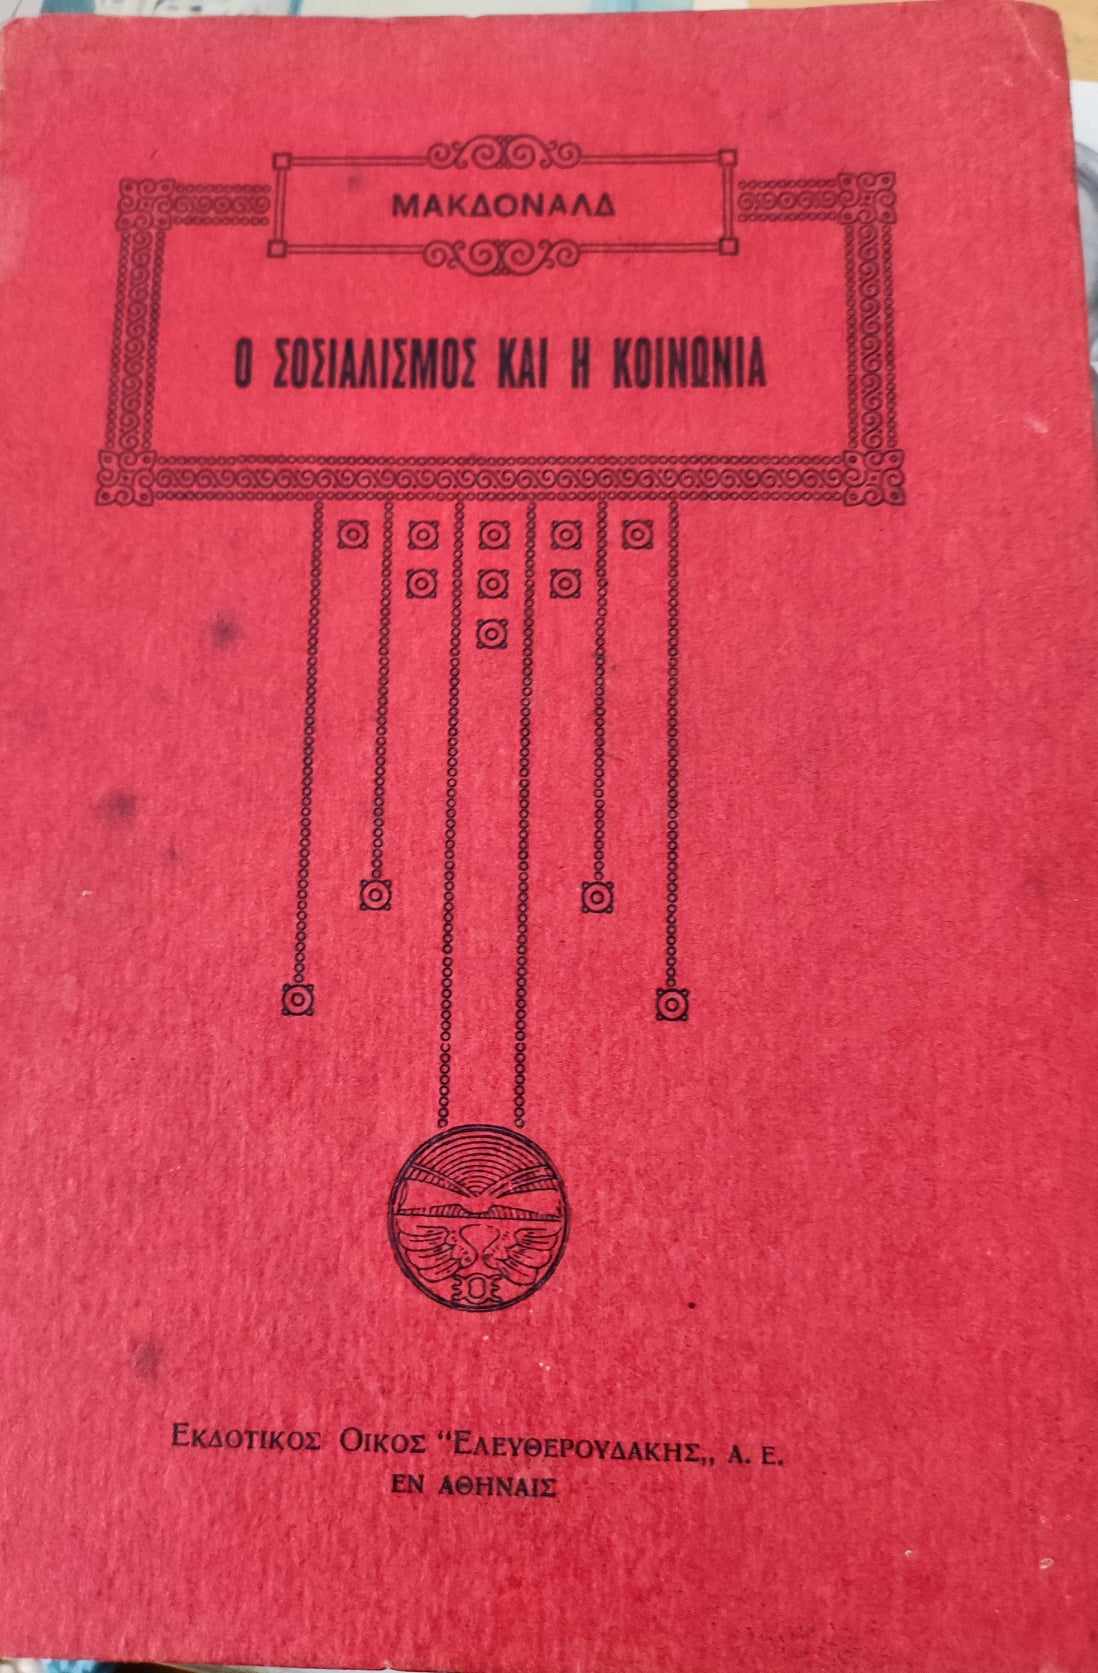 ΜΑΚΔΟΝΑΛΔ
Ο ΣΟΣΙΑΛΙΣΜΟΣ ΚΑΙ Η ΚΟΙΝΩΝΙΑ
ΕΚΔΟΤΙΚΟΣ ΟΙΚΟΣ “ΕΛΕΥΘΕΡΟΥΔΑΚΗΣ„ Α. Ε.
ΕΝ ΑΘΗΝΑΙΣ